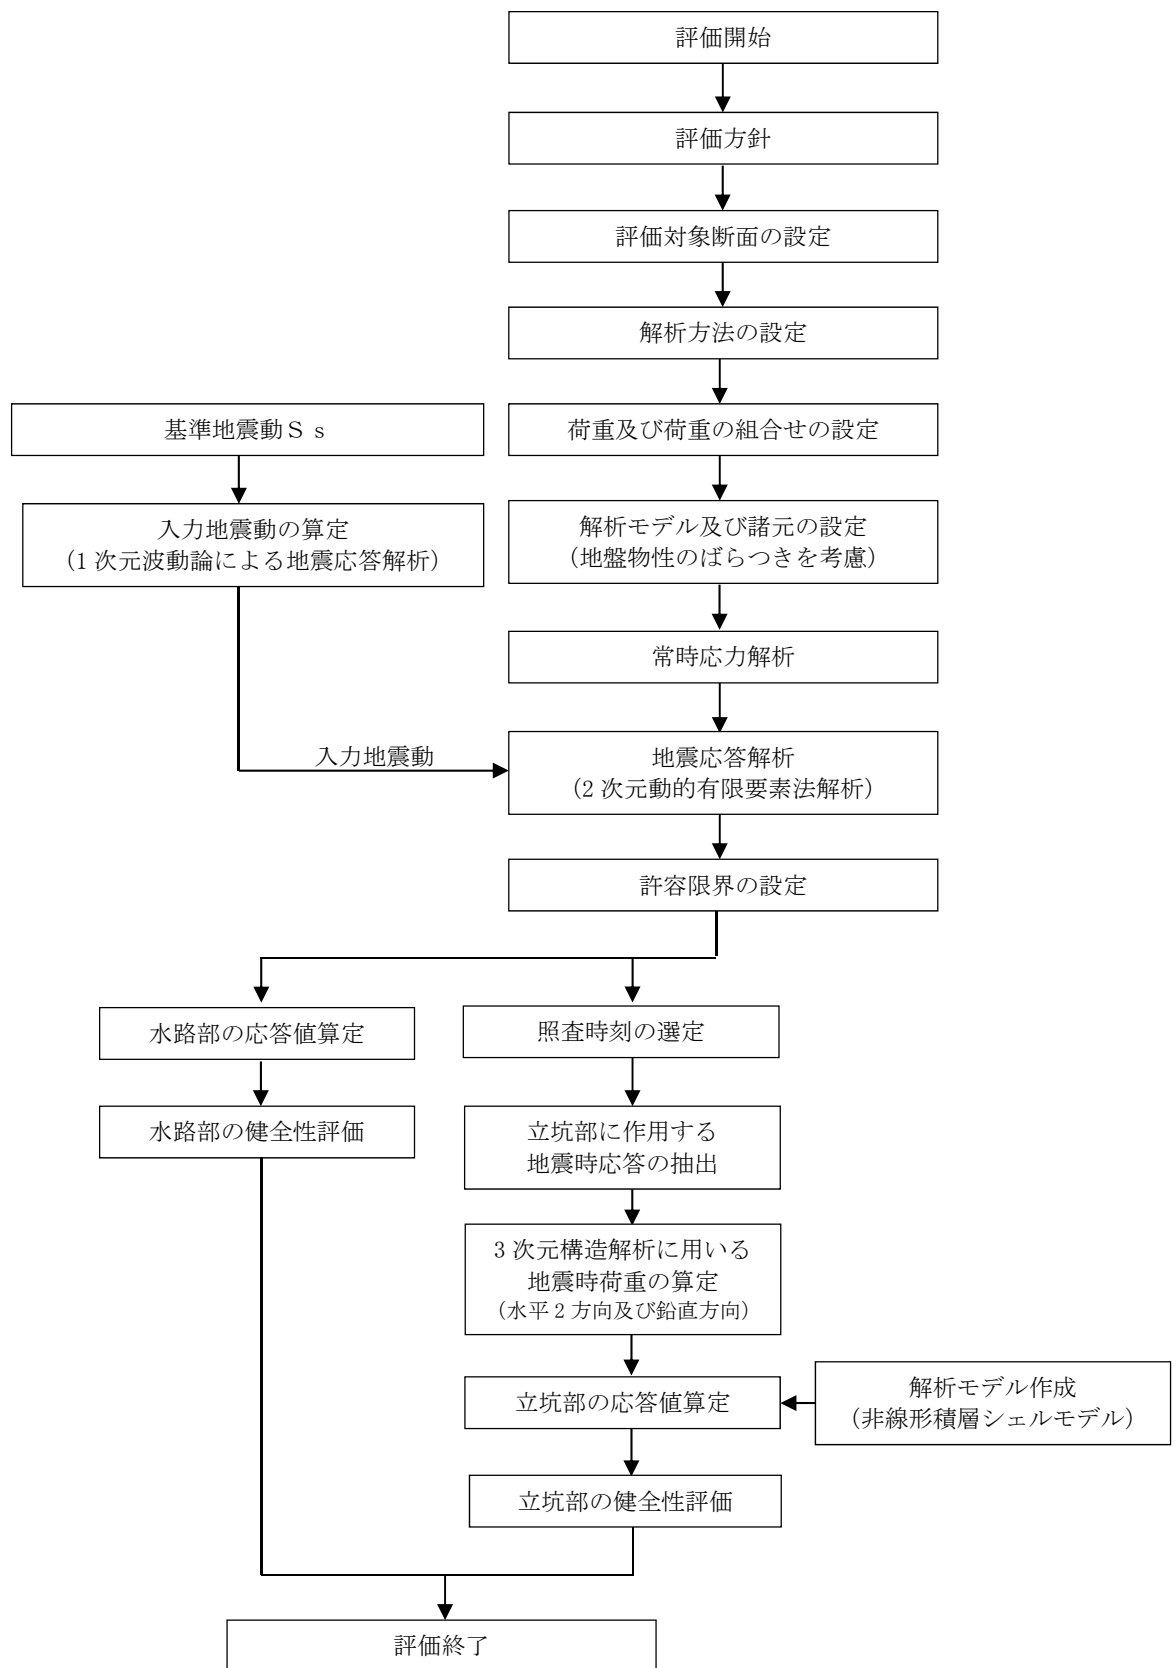 評価開始
評価方針
評価対象断面の設定
解析方法の設定
基準地震動Ｓｓ
荷重及び荷重の組合せの設定
入力地震動の算定
（1 次元波動論による地震応答解析）
解析モデル及び諸元の設定
（地盤物性のばらつきを考慮）
常時応力解析
入力地震動
地震応答解析
（2 次元動的有限要素法解析）
許容限界の設定
水路部の応答値算定
照査時刻の選定
水路部の健全性評価
立坑部に作用する
地震時応答の抽出
3 次元構造解析に用いる
地震時荷重の算定
（水平 2 方向及び鉛直方向）
立坑部の応答値算定
解析モデル作成
（非線形積層シェルモデル）
立坑部の健全性評価
評価終了